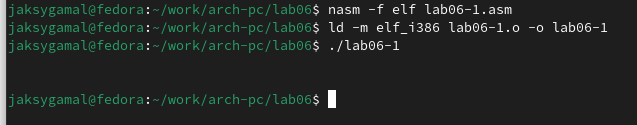 jaksygamal@fedora:~/work/arch-pc/lab06$ nasm -f elf lab06-1.asm
jaksygamal@fedora:~/work/arch-pc/lab06$ ld -m elf_i386 lab06-1.o -o lab06-1
jaksygamal@fedora:~/work/arch-pc/lab06$ ./lab06-1
jaksygamal@fedora:~/work/arch-pc/lab06$